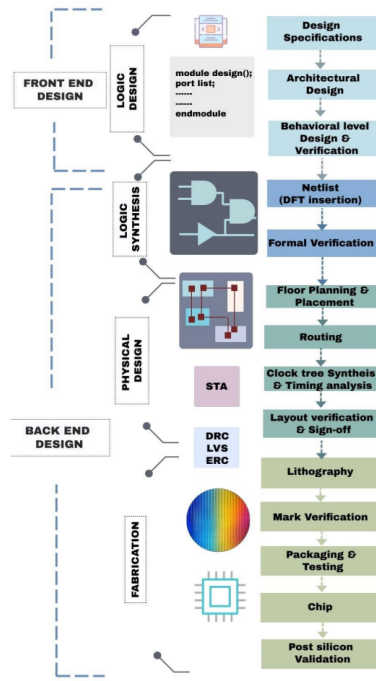 FRONT END
DESIGN
LOGIC
DESIGN
module design();
port list;
------
------
endmodule
Design
Specifications
Architectural
Design
Behavioral level
Design &
Verification
LOGIC
SYNTHESIS
Netlist
(DFT insertion)
Formal Verification
BACK END
DESIGN
PHYSICAL
DESIGN
STA
DRC
LVS
ERC
Floor Planning &
Placement
Routing
Clock tree Syntheis
& Timing analysis
Layout verification
& Sign-off
FABRICATION
Lithography
Mark Verification
Packaging &
Testing
Chip
Post silicon
Validation